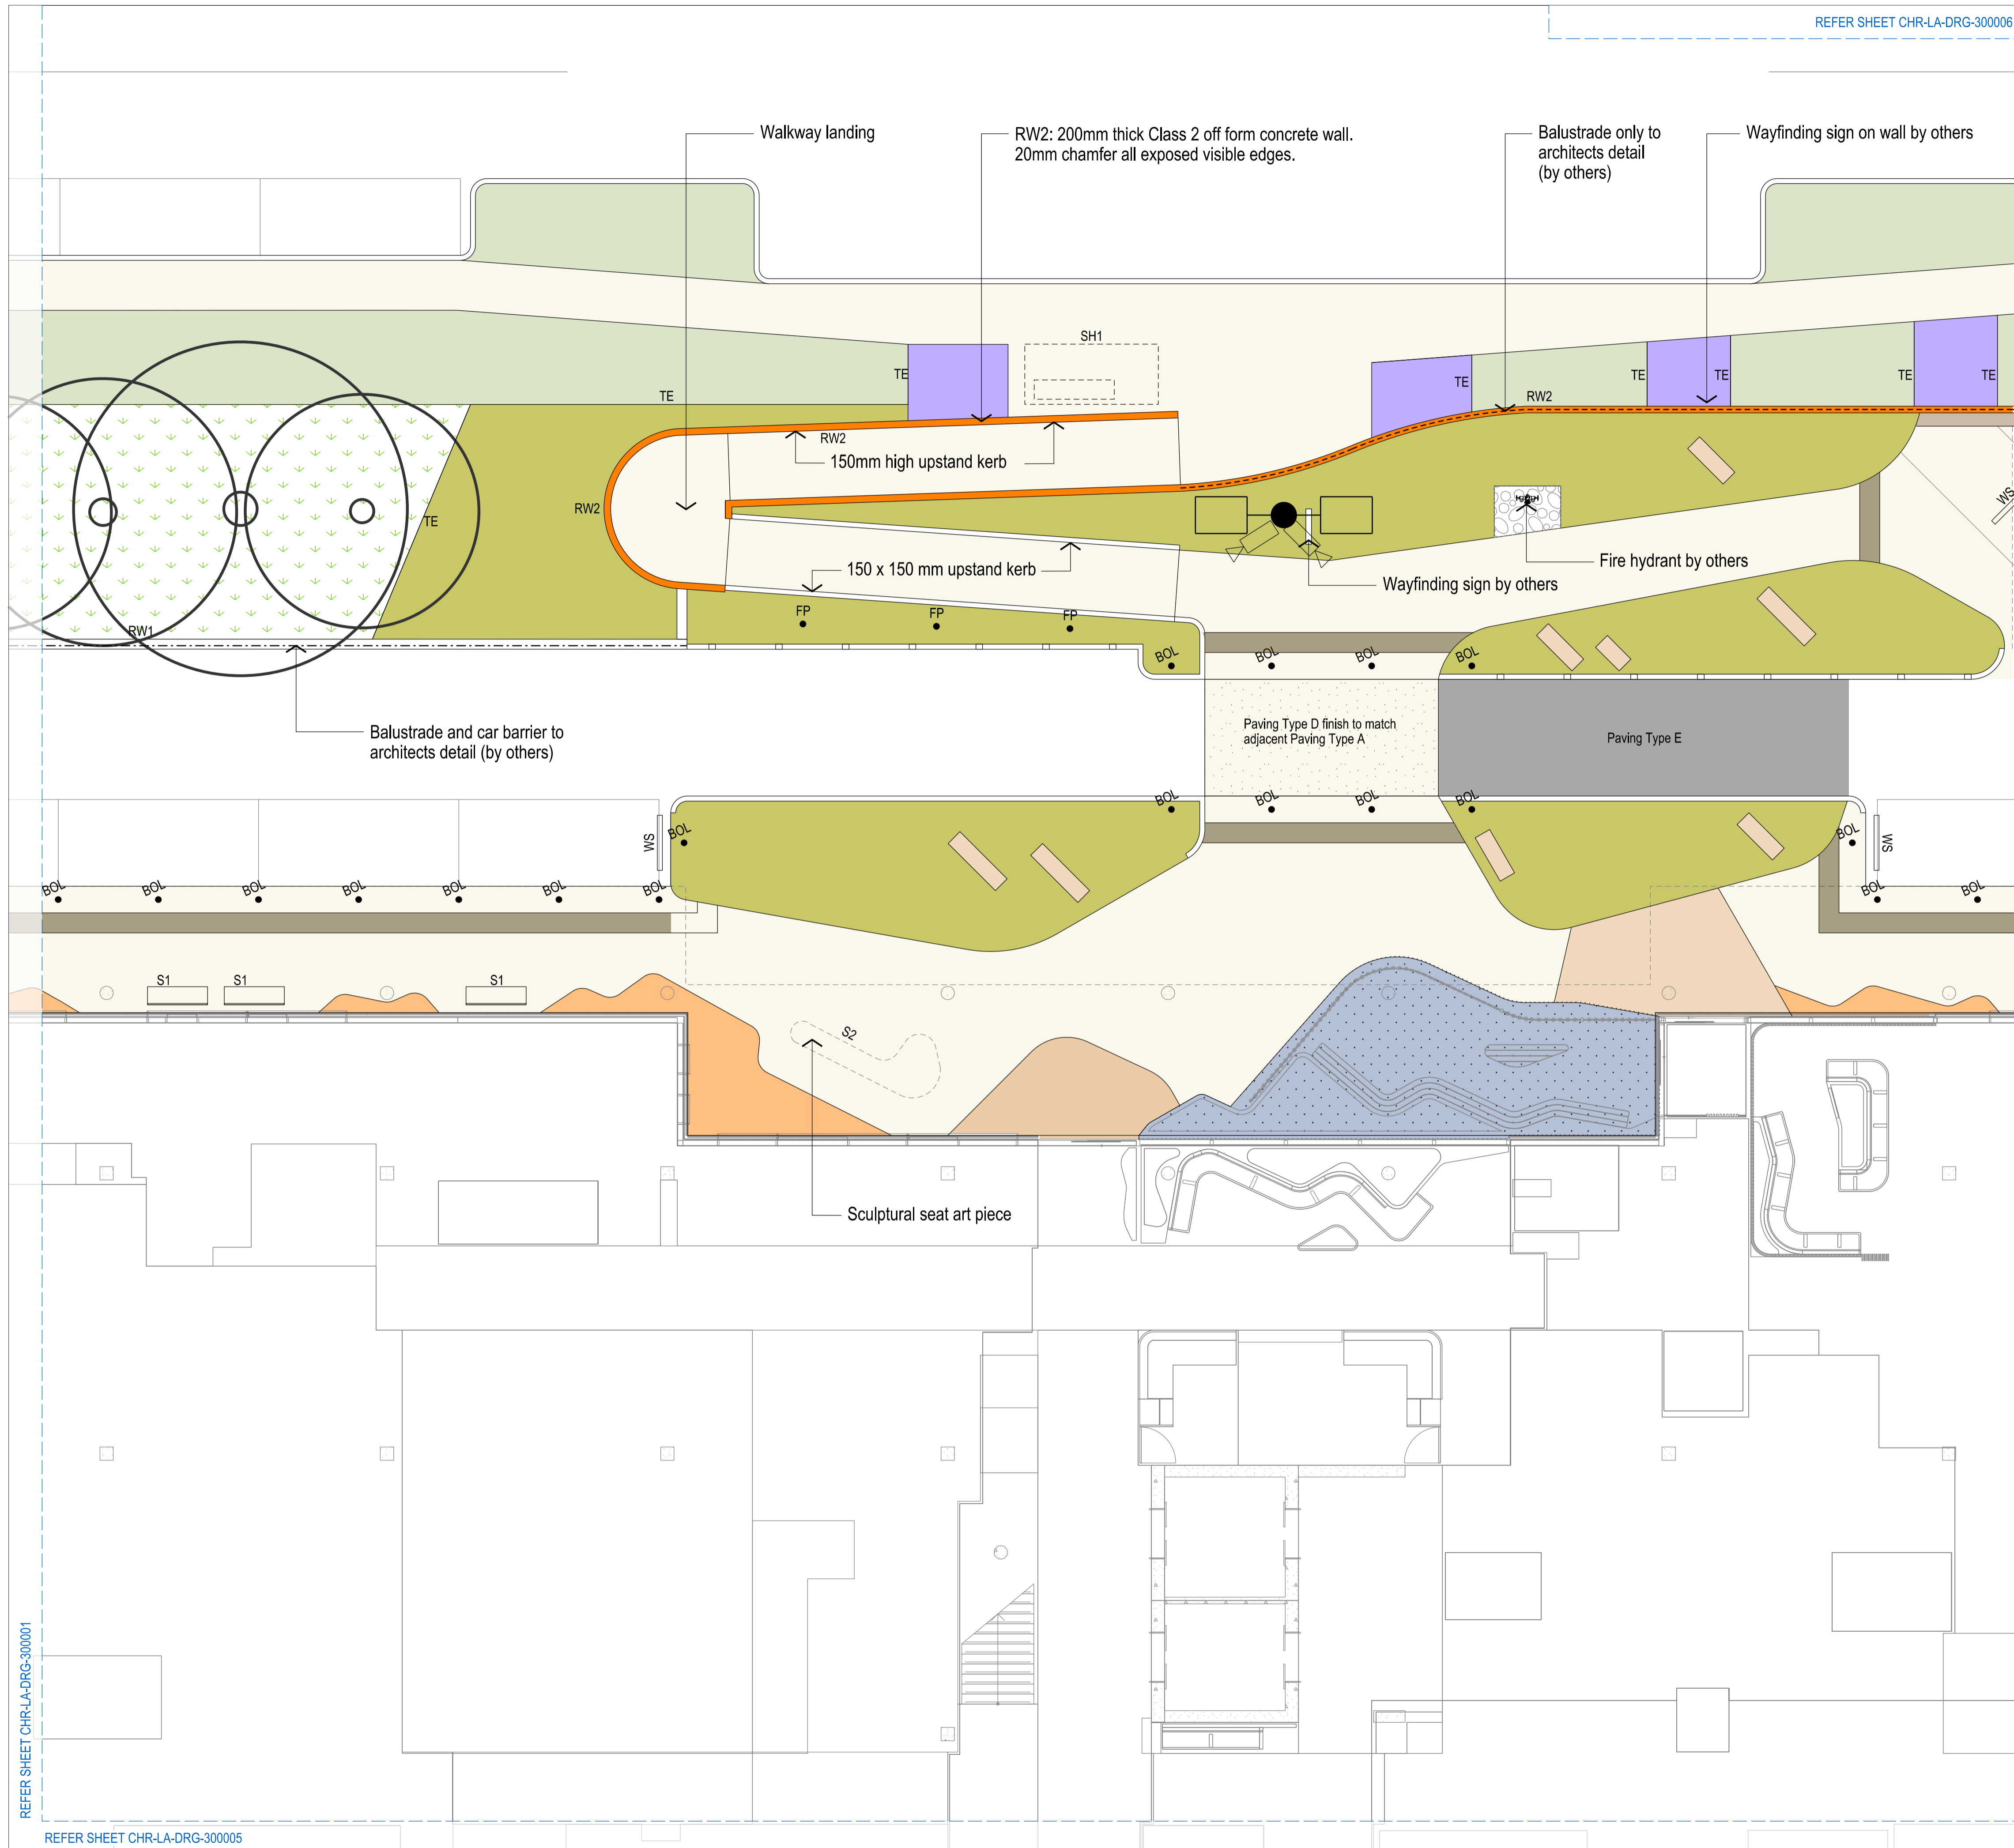 REFER SHEET CHR-LA-DRG-300006
Walkway landing
RW2: 200mm thick Class 2 off form concrete wall.
20mm chamfer all exposed visible edges.
Balustrade only to
architects detail
(by others)
Wayfinding sign on wall by others
SH1
TE
TE
TE
TE
TE
TE
TE
RW2
RW2
150mm high upstand kerb
RW2
TE
WS
Fire hydrant by others
150 x 150 mm upstand kerb
Wayfinding sign by others
FP
FP
FP
RW1
BOL
BOL
BOL
BOL
Balustrade and car barrier to
architects detail (by others)
Paving Type D finish to match
adjacent Paving Type A
Paving Type E
BOL
BOL
BOL
BOL
WS
BOL
BOL
WS
BOL
BOL
BOL
BOL
BOL
BOL
BOL
BOL
BOL
S1
S1
S1
S2
Sculptural seat art piece
REFER SHEET CHR-LA-DRG-300001
REFER SHEET CHR-LA-DRG-300005